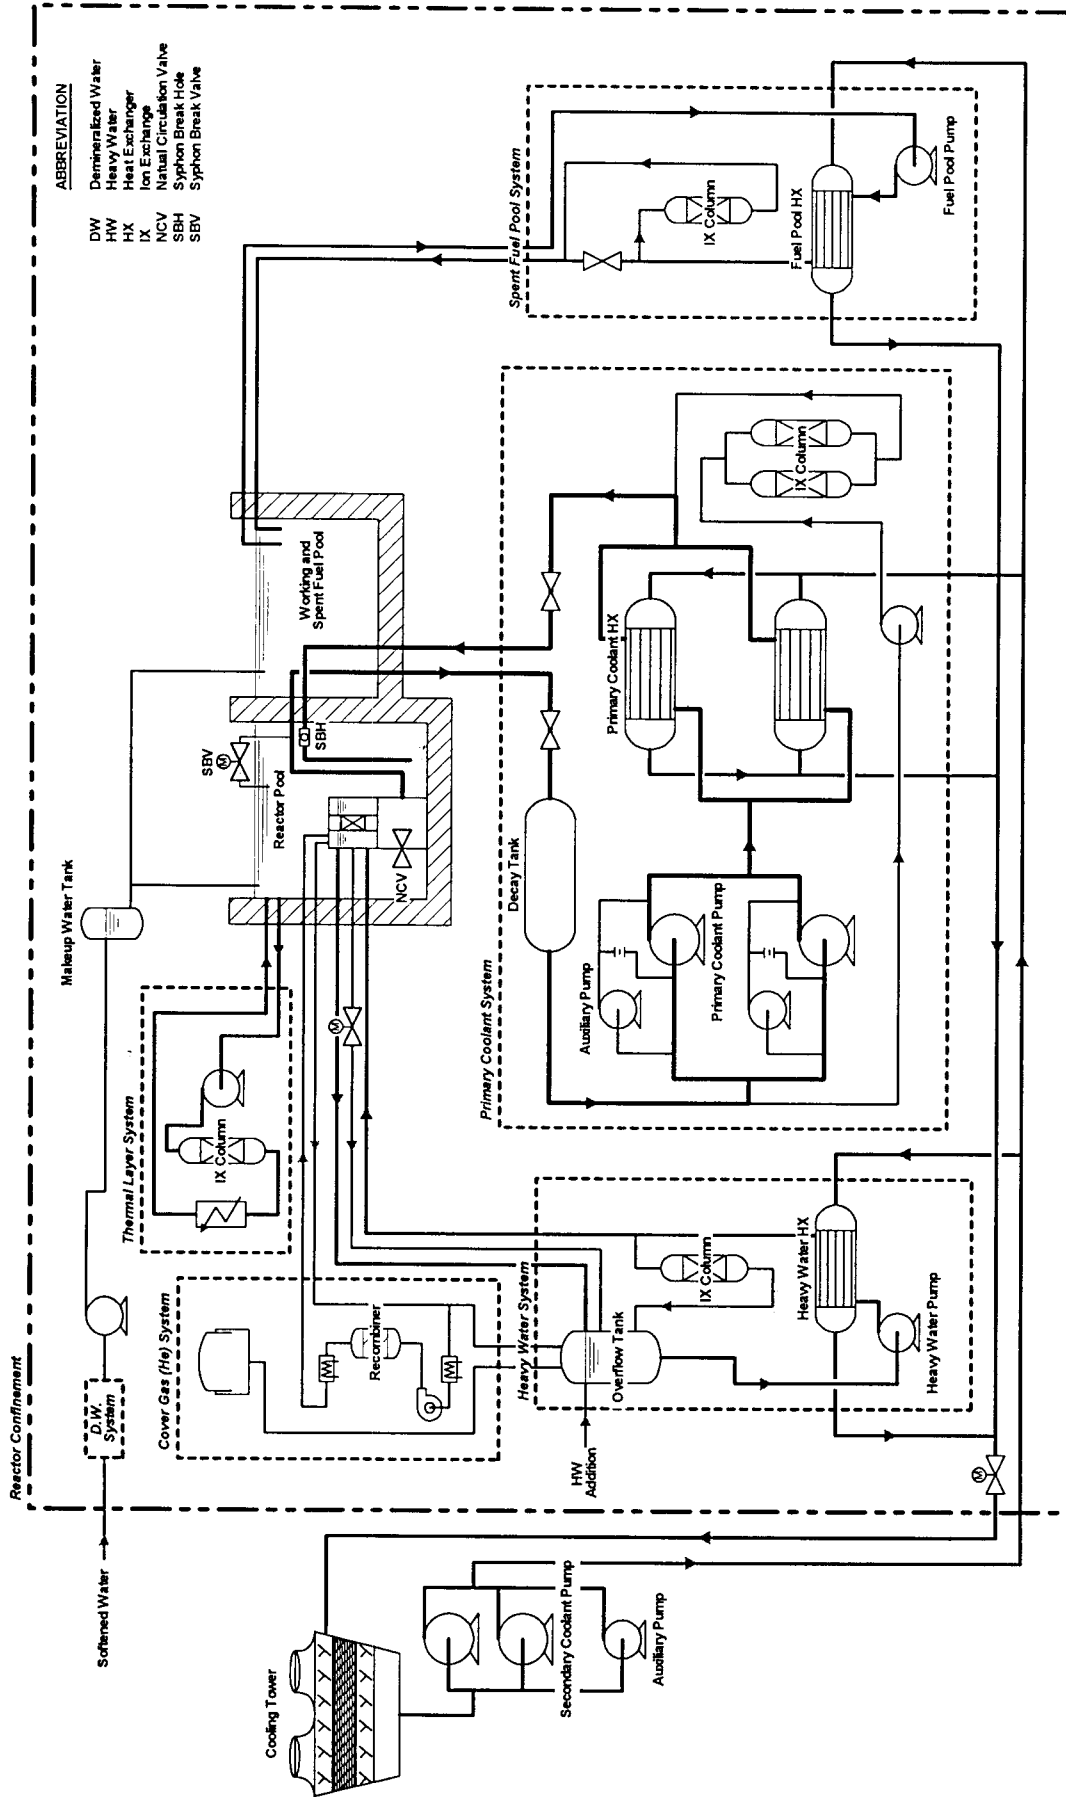 Reactor Confinement
ABBREVIATION
DW Demineralized Water
HW Heavy Water
HX Heat Exchanger
IX Ion Exchange
NCV Natual Circulation Valve
SBH Syphon Break Hole
SBV Syphon Break Valve
Softened Water
D.W.
System
Makeup Water Tank
Thermal Layer System
IX Column
Cover Gas (He) System
Recombiner
SBV
M
Reactor Pool
SBH
NCV
Working and
Spent Fuel Pool
M
Spent Fuel Pool System
IX Column
Fuel Pool HX
Fuel Pool Pump
Cooling Tower
Secondary Coolant Pump
Auxiliary Pump
HW
Addition
Heavy Water System
Overflow Tank
IX Column
Heavy Water HX
Heavy Water Pump
M
Primary Coolant System
Decay Tank
Auxiliary Pump
Primary Coolant Pump
Primary Coolant HX
IX Column